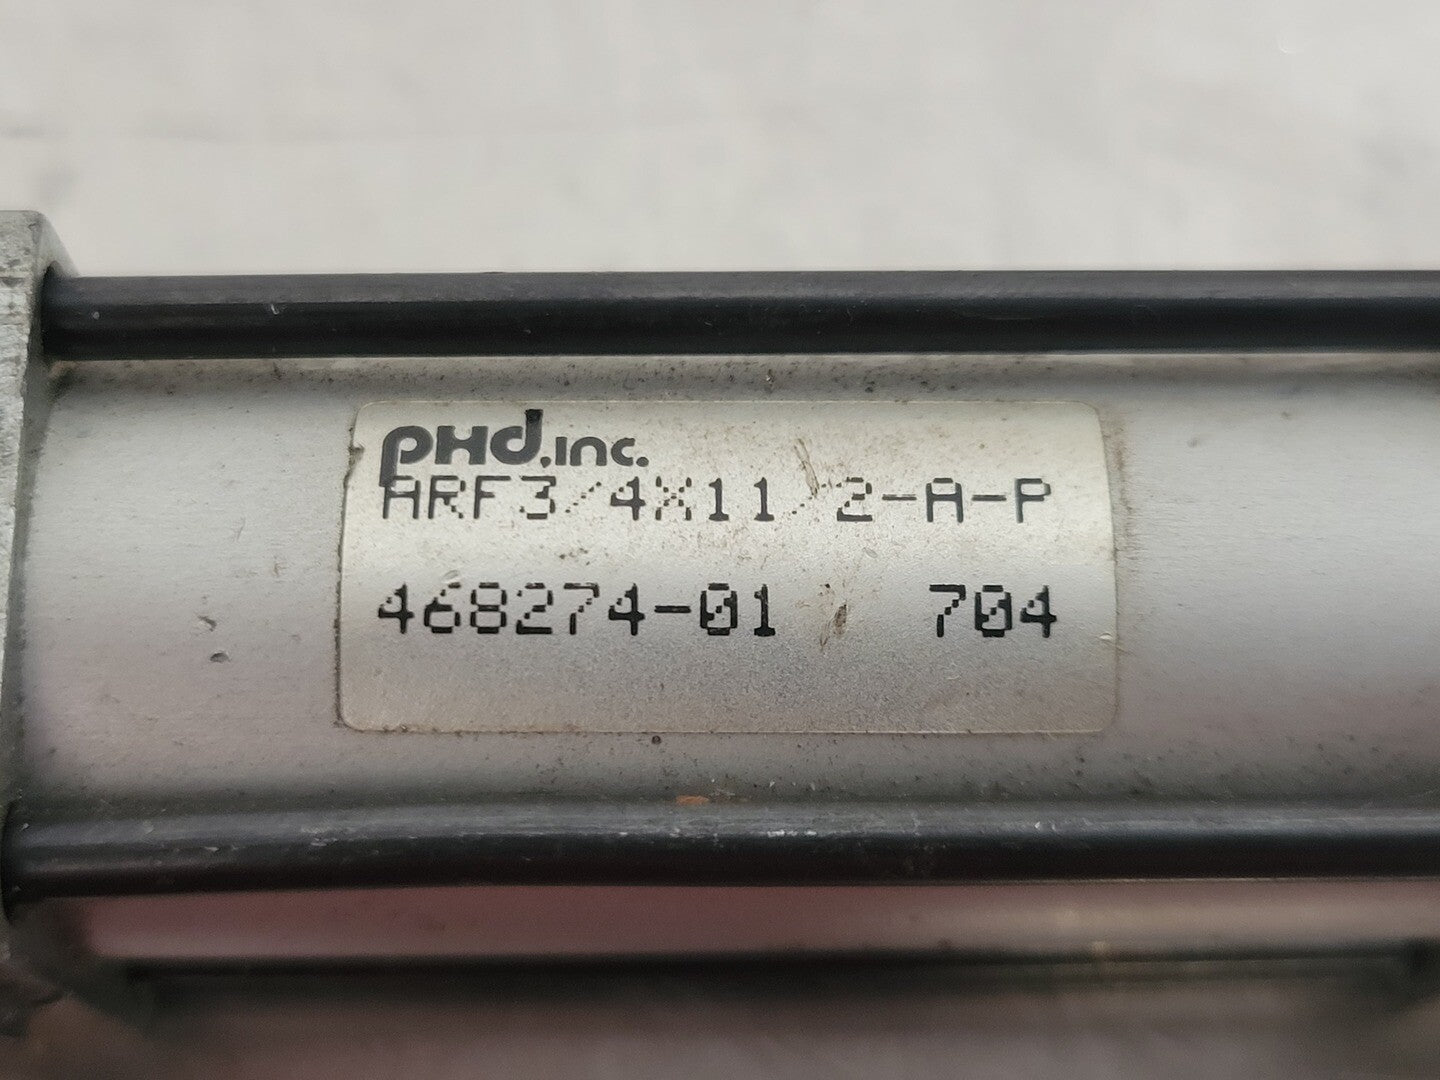 PHd, inc.
ARF3/4X11/2-A-P
468274-01 704